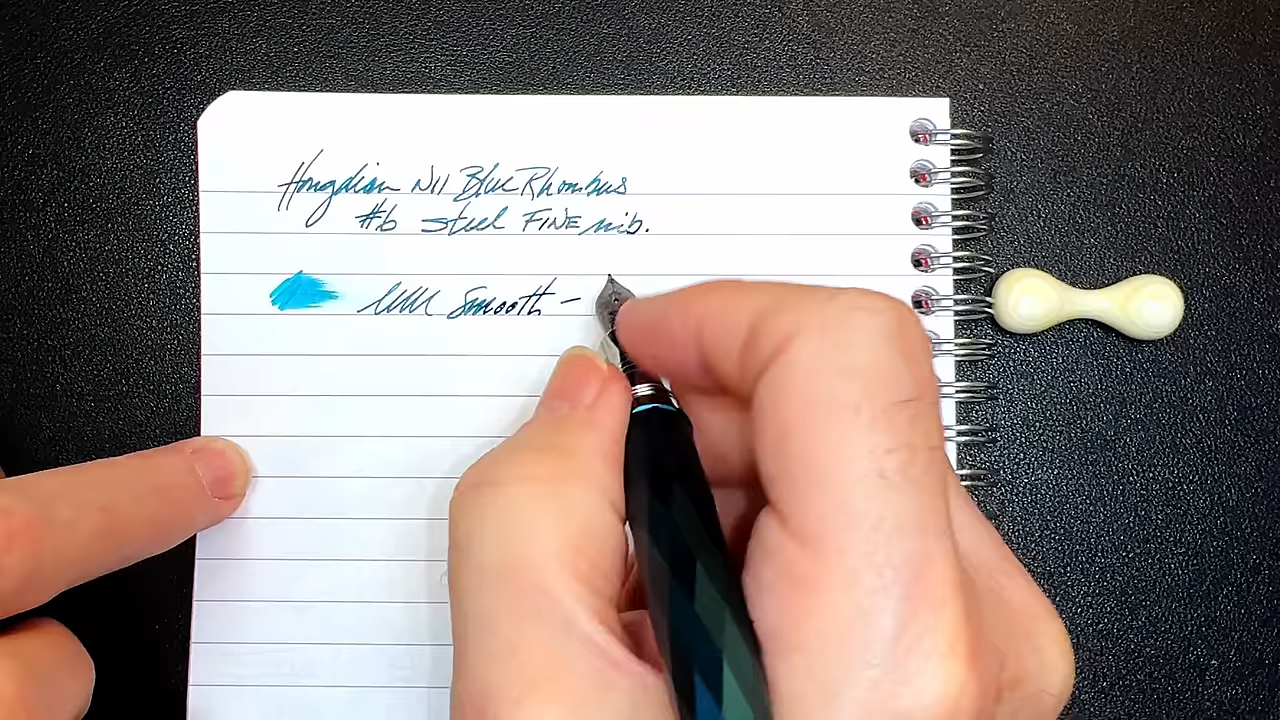 Hongdian N11 Blue Rhombus
#6 steel FINE nib.
Smooth –